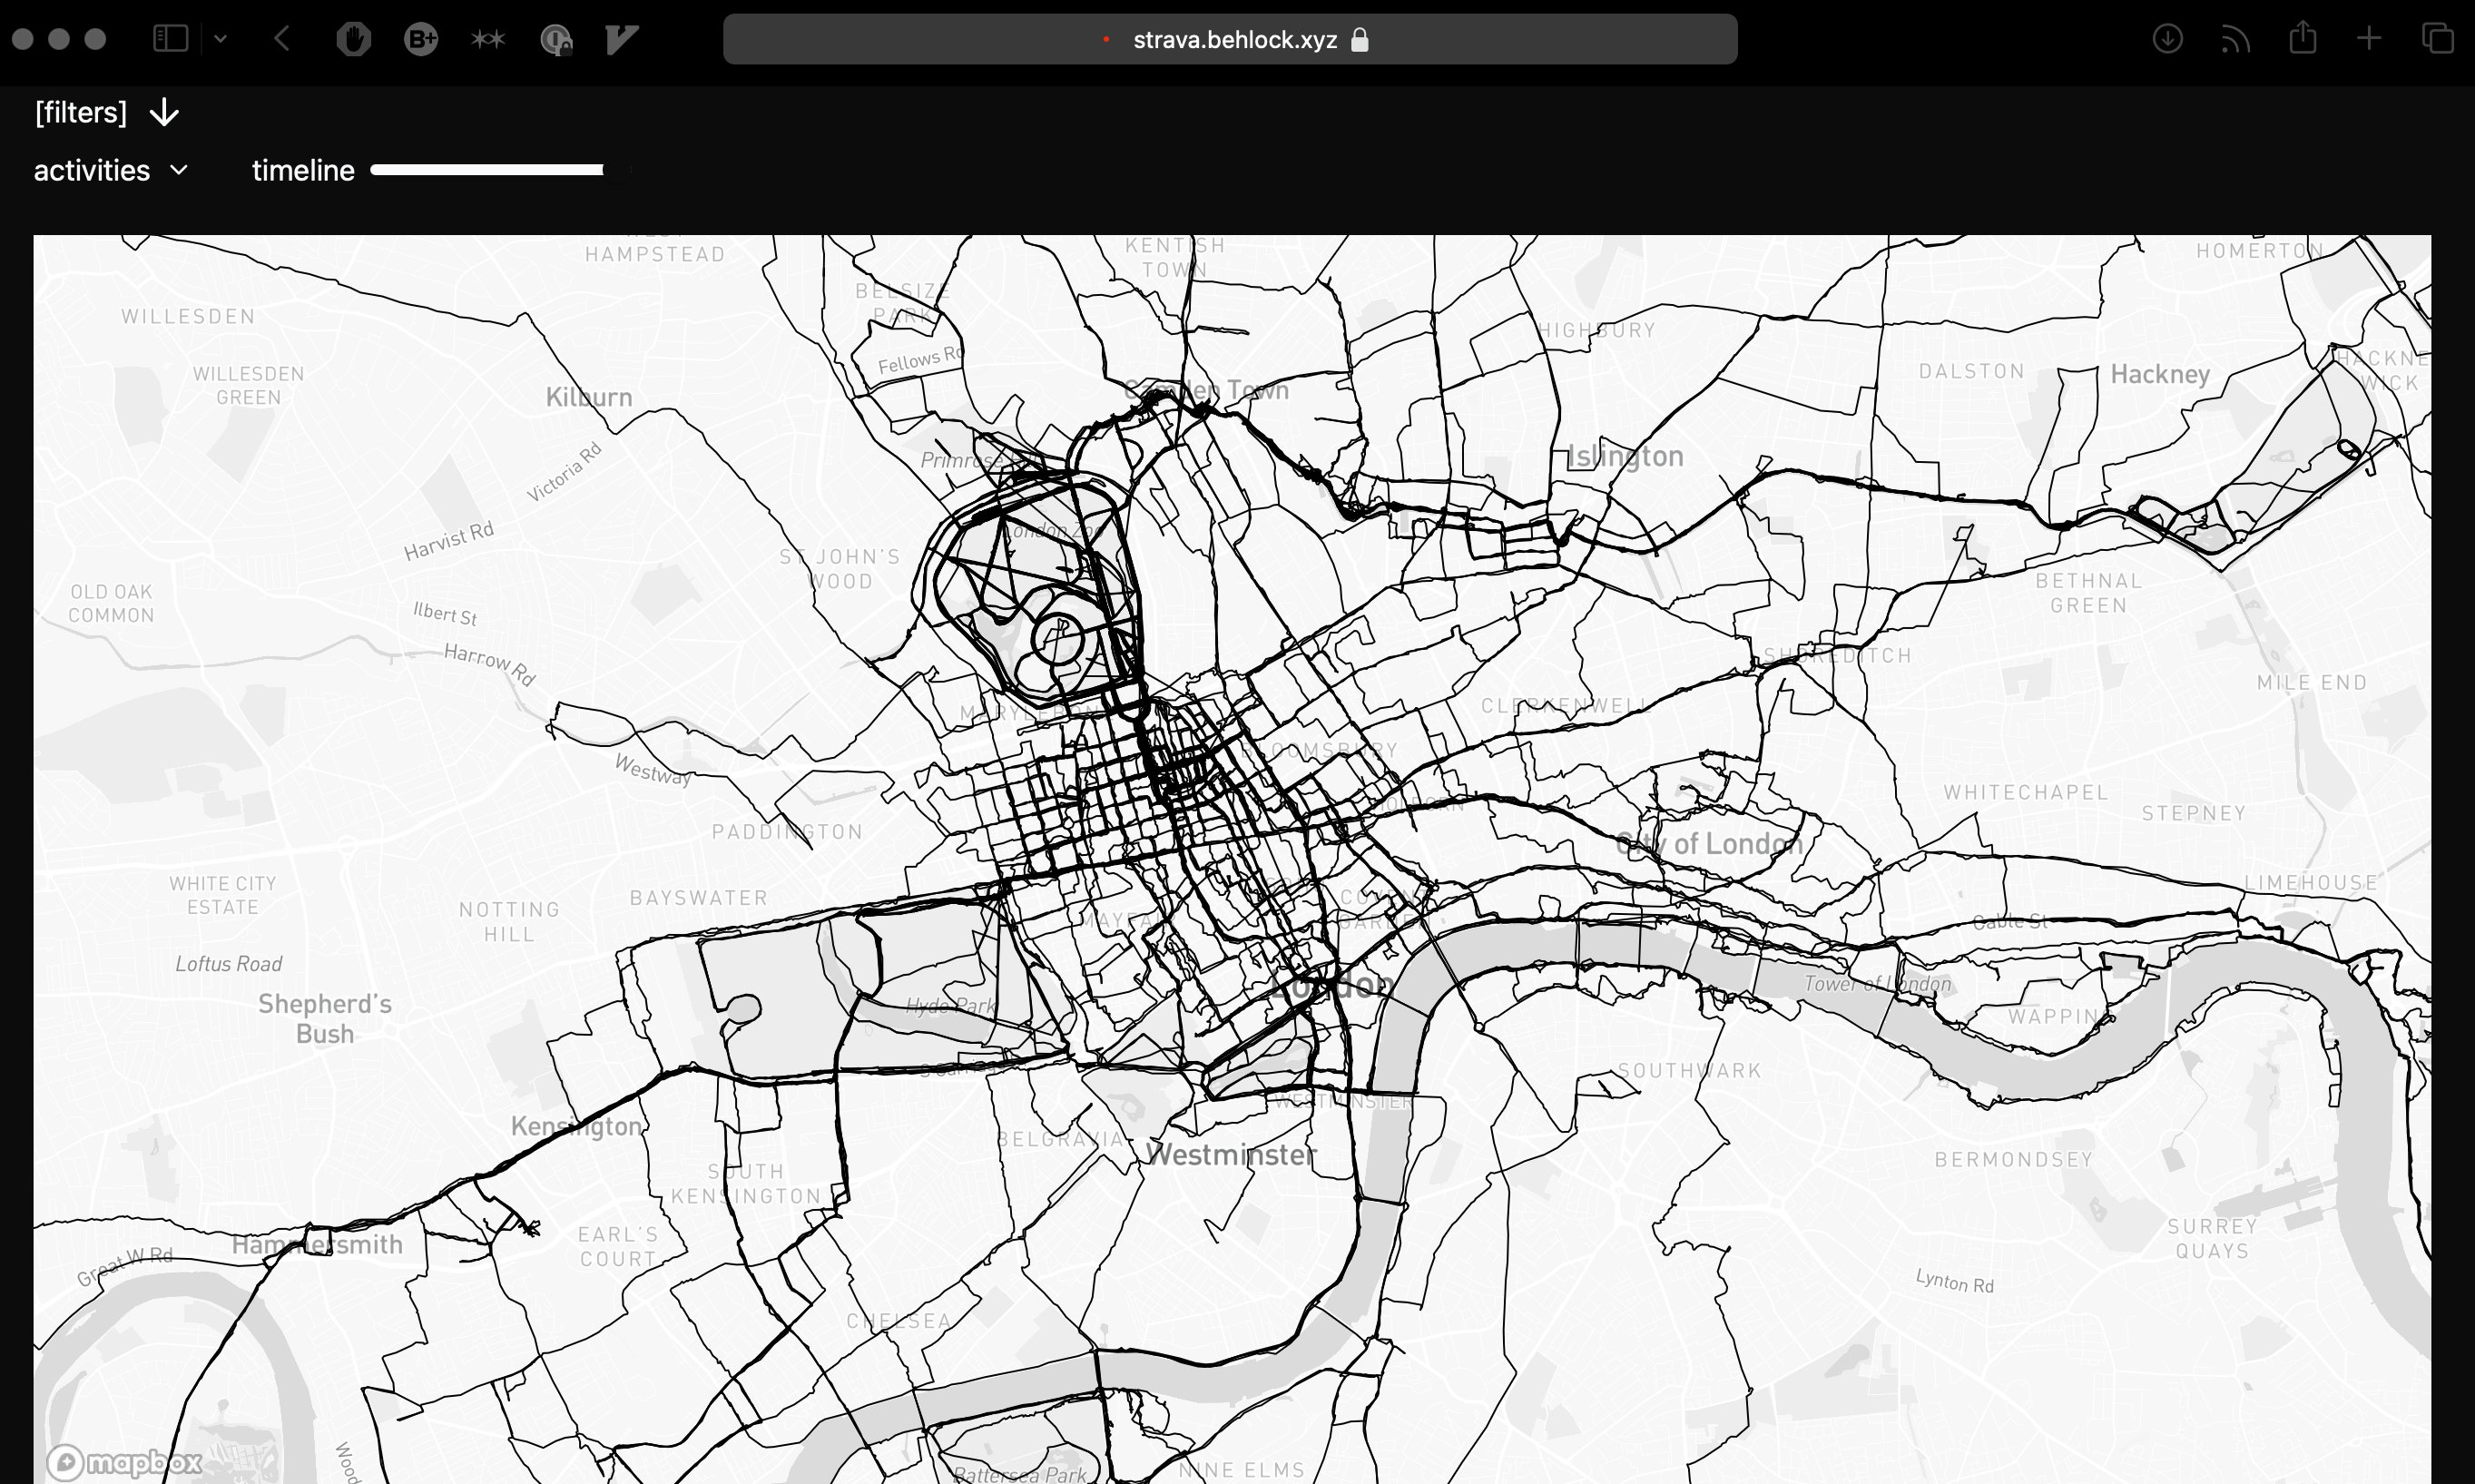 B+
strava.behlock.xyz
[filters]
activities
timeline
HAMPSTEAD
KENTISH
TOWN
HOMERTON
BELSIZE
PARK
WILLESDEN
HIGHBURY
Fellows Rd
HACKNE
WICK
WILLESDEN
GREEN
Kilburn
Camden Town
DALSTON
Hackney
Victoria Rd
Primrose Hill
Islington
Harvist Rd
London Zoo
ST JOHN'S
WOOD
OLD OAK
COMMON
Ilbert St
BETHNAL
GREEN
Harrow Rd
SHOREDITCH
MILE END
MARYLEBONE
CLERKENWELL
BLOOMSBURY
Westway
WHITECHAPEL
STEPNEY
HOLBORN
PADDINGTON
City of London
WHITE CITY
ESTATE
BAYSWATER
LIMEHOUSE
NOTTING
HILL
MAYFAIR
COVENT
GARDEN
Cable St
Loftus Road
London
Tower of London
Shepherd's
Bush
Hyde Park
WAPPING
SOUTHWARK
WESTMINSTER
Kensington
BELGRAVIA
Westminster
BERMONDSEY
SOUTH
KENSINGTON
Hammersmith
Great W Rd
EARL'S
COURT
SURREY
QUAYS
Lynton Rd
CHELSEA
mapbox
Battersea Park
NINE ELMS